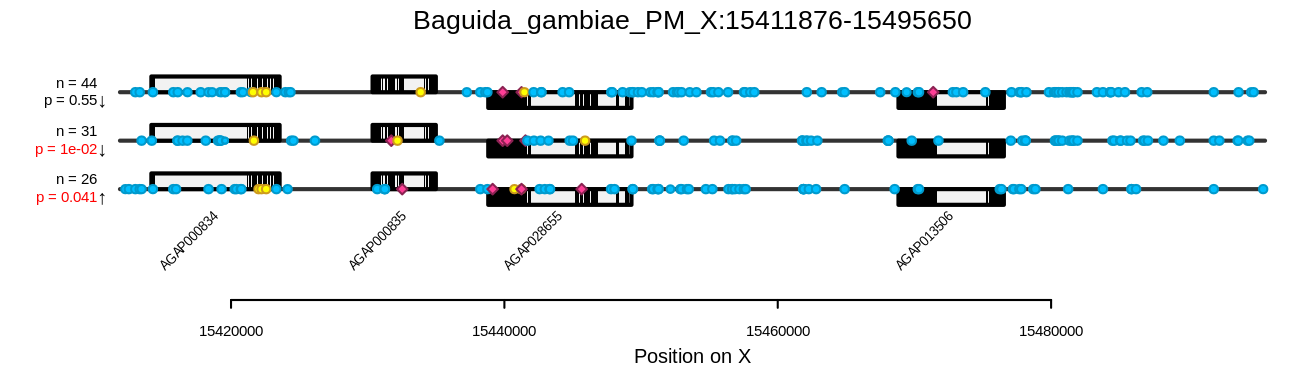 Baguida_gambiae_PM_X:15411876-15495650
n = 44
p = 0.55↓
n = 31
p = 1e-02↓
n = 26
p = 0.041↑
AGAP000834
AGAP000835
AGAP028655
AGAP013506
15420000
15440000
15460000
15480000
Position on X